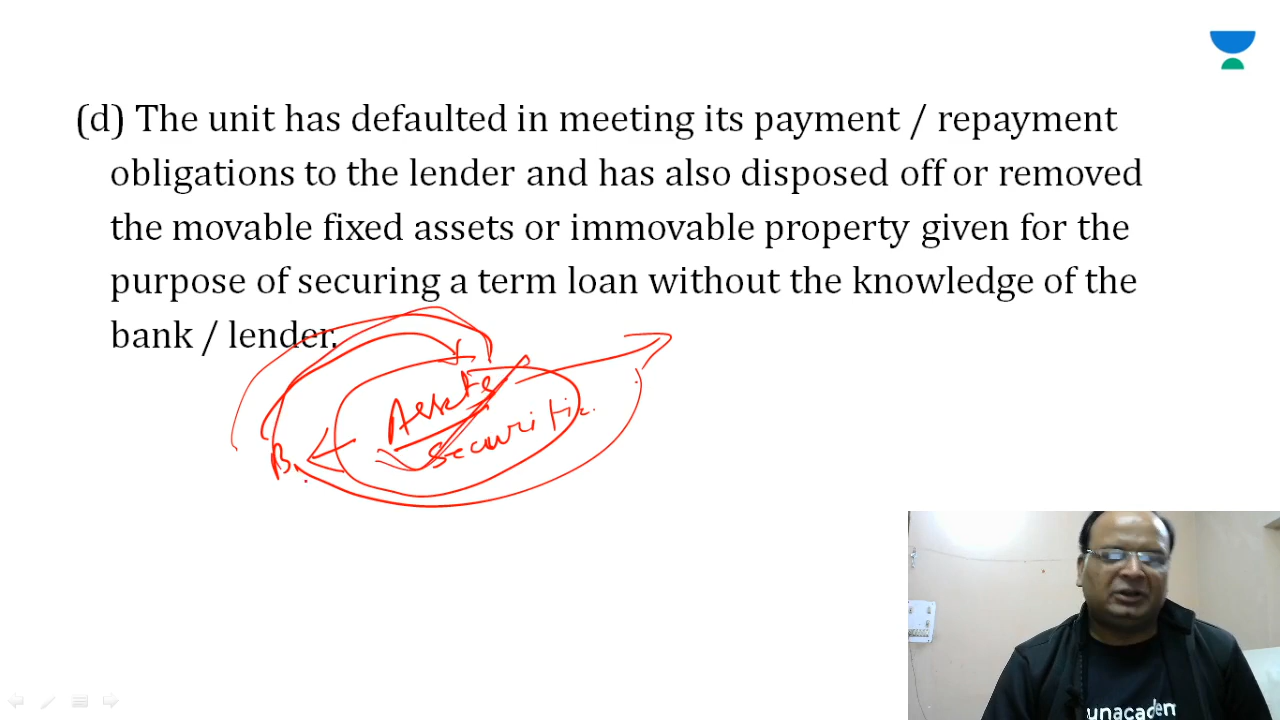 (d) The unit has defaulted in meeting its payment / repayment
obligations to the lender and has also disposed off or removed
the movable fixed assets or immovable property given for the
purpose of securing a term loan without the knowledge of the
bank / lender.
Assets
securitie
unacadem